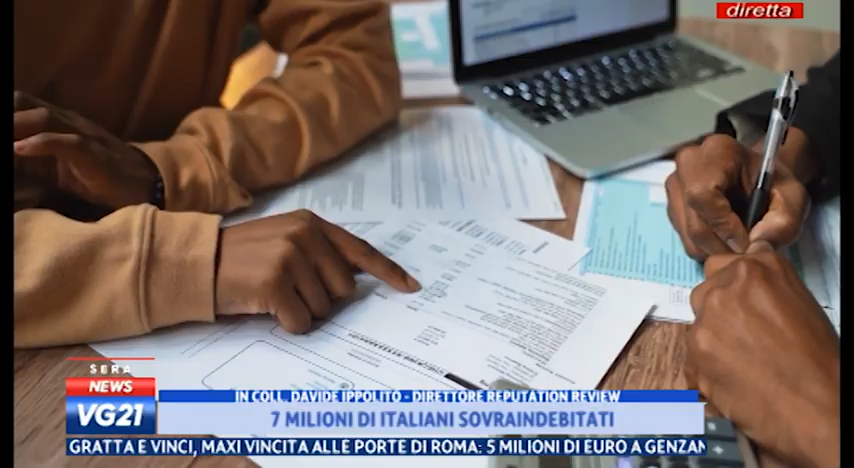 diretta
SERA
NEWS
VG21
IN COLL. DAVIDE IPPOLITO - DIRETTORE REPUTATION REVIEW
7 MILIONI DI ITALIANI SOVRAINDEBITATI
GRATTA E VINCI, MAXI VINCITA ALLE PORTE DI ROMA: 5 MILIONI DI EURO A GENZAN